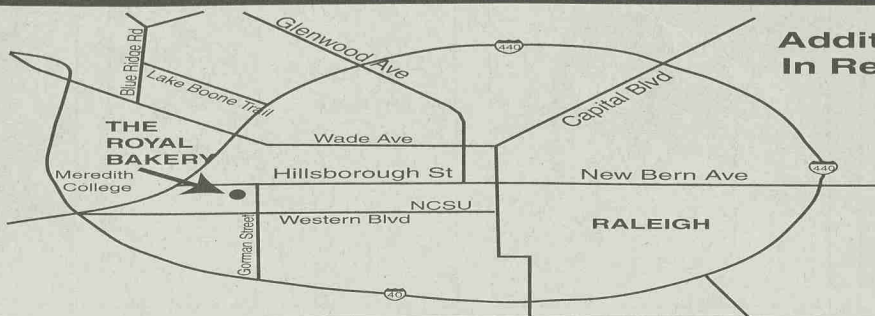 Glenwood Ave
440
Addit
In Re
Blue Ridge Rd
Lake Boone Trail
Capital Blvd
THE
ROYAL
BAKERY
Wade Ave
Meredith
College
Hillsborough St
New Bern Ave
440
NCSU
Western Blvd
RALEIGH
Gorman Street
40